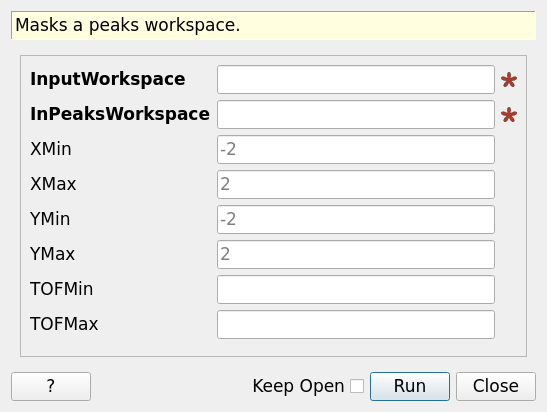 Masks a peaks workspace.
InputWorkspace
InPeaksWorkspace
XMin -2
XMax 2
YMin -2
YMax 2
TOFMin
TOFMax
? Keep Open Run Close